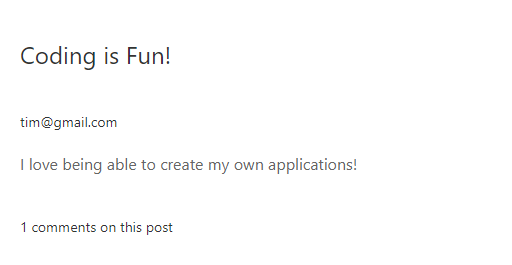 Coding is Fun!
tim@gmail.com
I love being able to create my own applications!
1 comments on this post